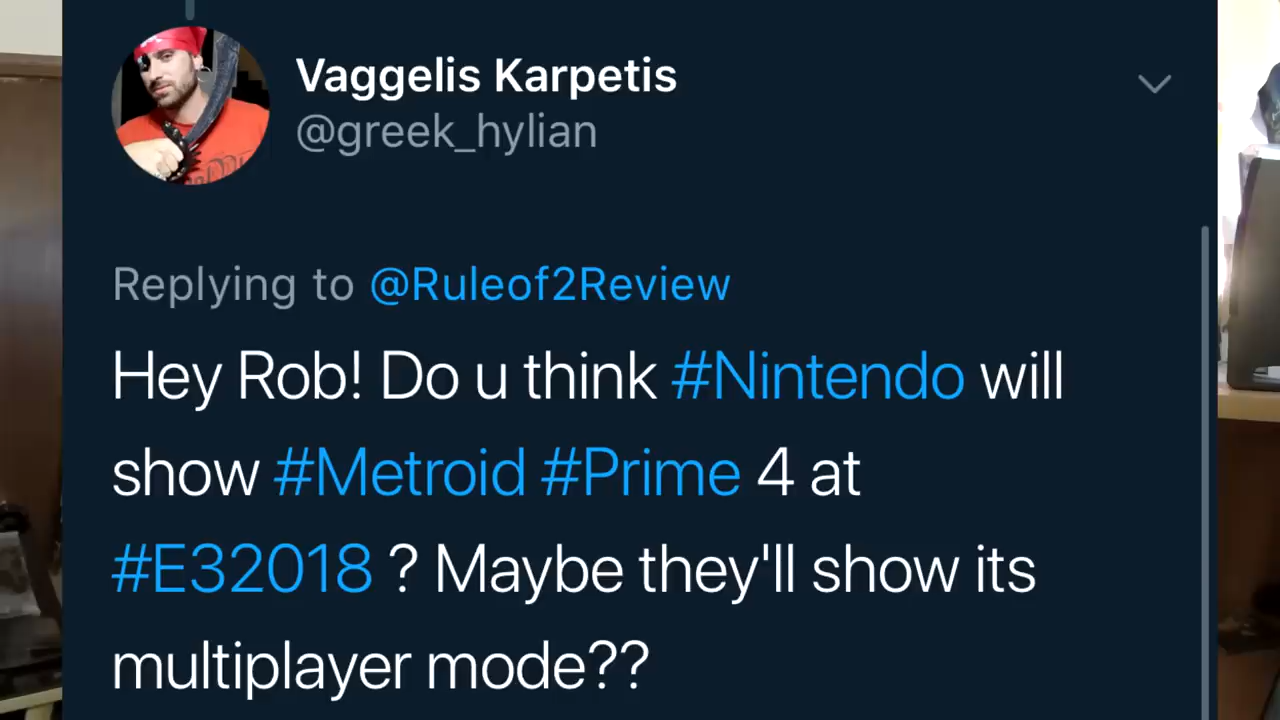 Vaggelis Karpetis
@greek_hylian
Replying to @Ruleof2Review
Hey Rob! Do u think #Nintendo will
show #Metroid #Prime 4 at
#E32018 ? Maybe they'll show its
multiplayer mode??